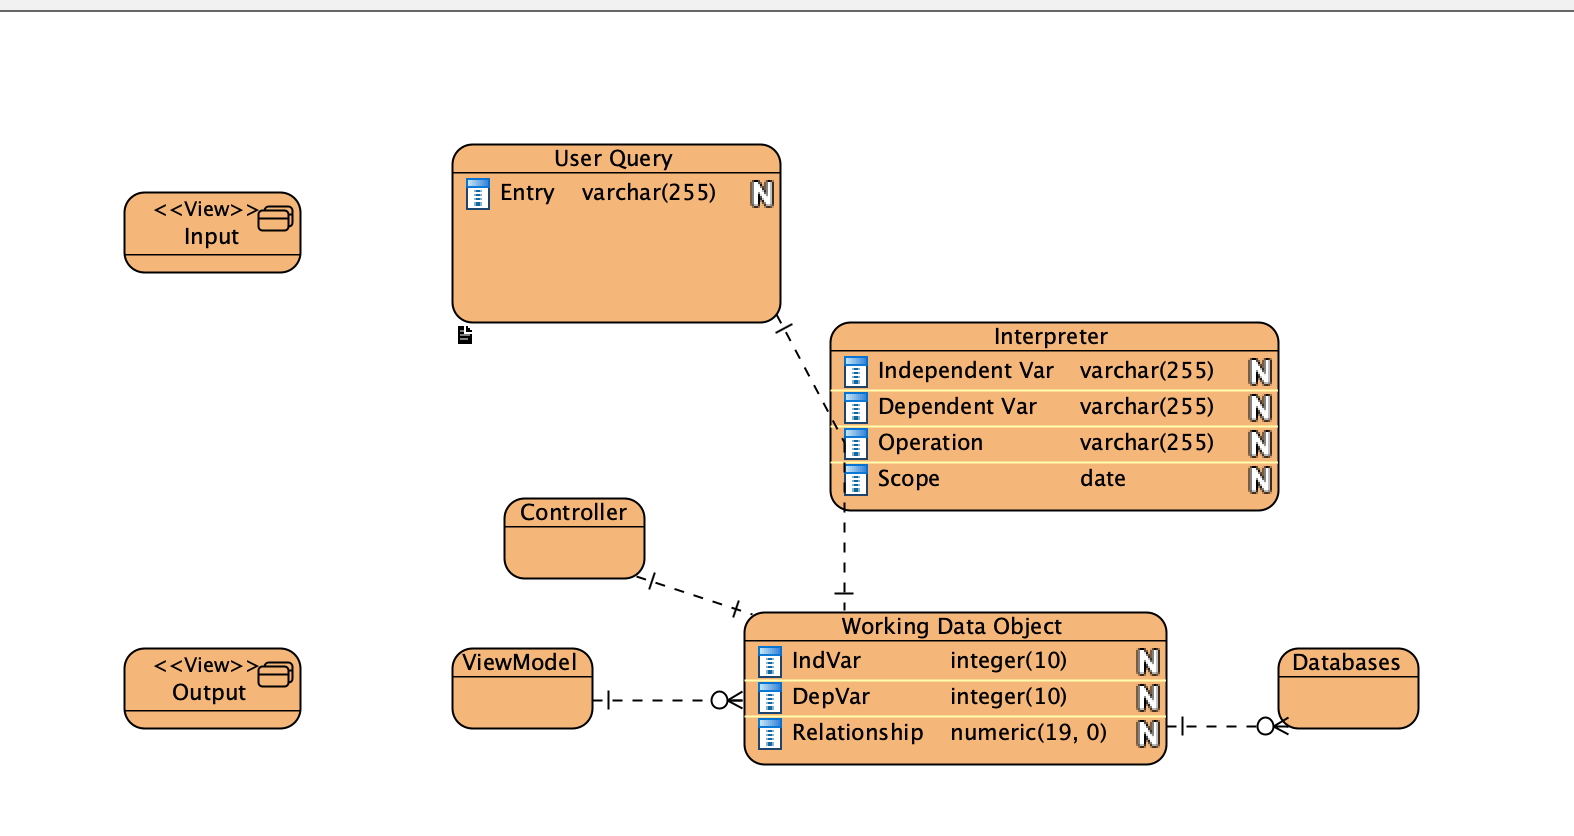 User Query
Entry varchar(255) N
<<View>>
Input
Interpreter
Independent Var varchar(255) N
Dependent Var varchar(255) N
Operation varchar(255) N
Scope date N
Controller
Working Data Object
IndVar integer(10) N
DepVar integer(10) N
Relationship numeric(19, 0) N
<<View>>
Output
ViewModel
Databases